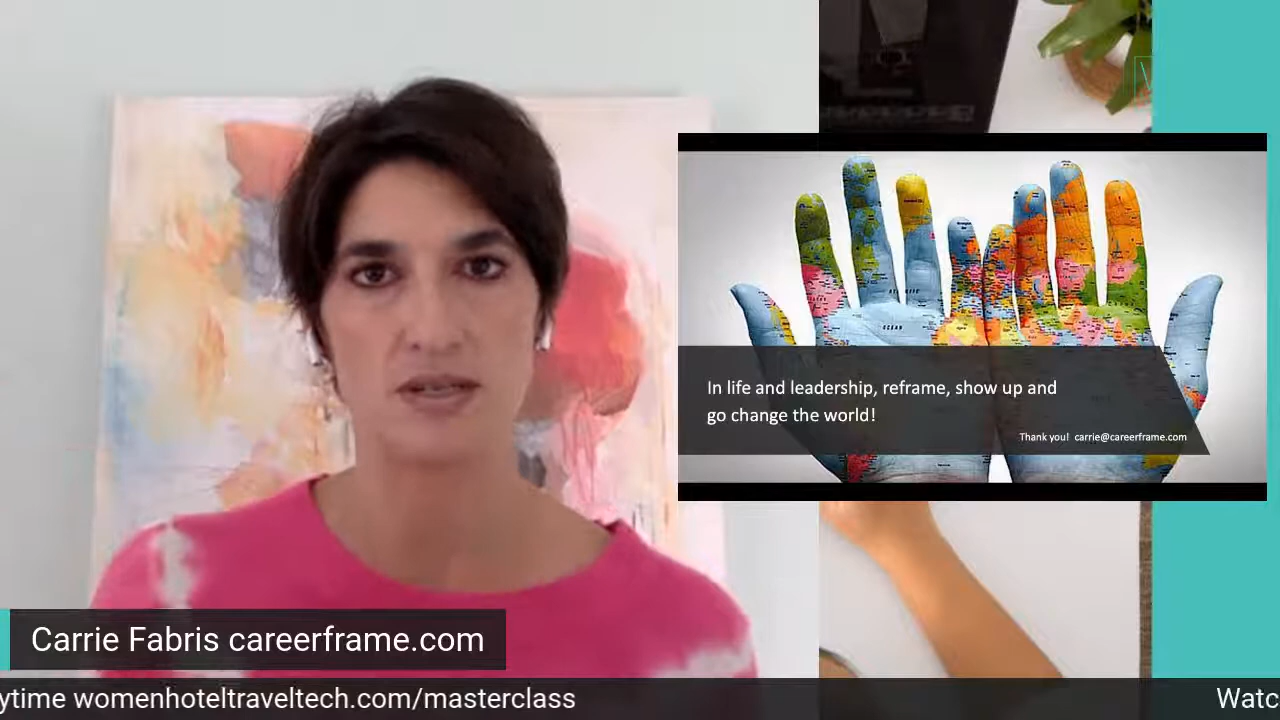 In life and leadership, reframe, show up and
go change the world!
Thank you! carrie@careerframe.com
OCEAN
Carrie Fabris careerframe.com
ytime womenhoteltraveltech.com/masterclass
Watc